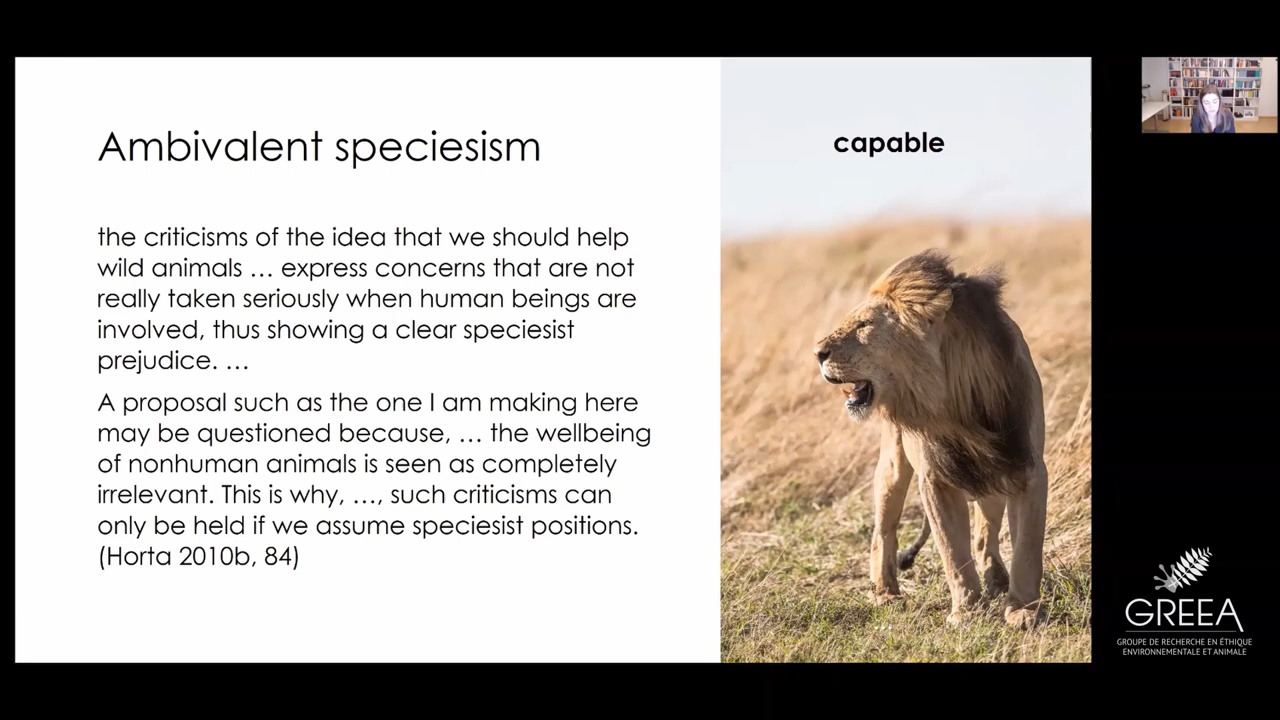 Ambivalent speciesism
the criticisms of the idea that we should help
wild animals … express concerns that are not
really taken seriously when human beings are
involved, thus showing a clear speciesist
prejudice. …
A proposal such as the one I am making here
may be questioned because, … the wellbeing
of nonhuman animals is seen as completely
irrelevant. This is why, …, such criticisms can
only be held if we assume speciesist positions.
(Horta 2010b, 84)
capable
GREEA
GROUPE DE RECHERCHE EN ÉTHIQUE
ENVIRONNEMENTALE ET ANIMALE